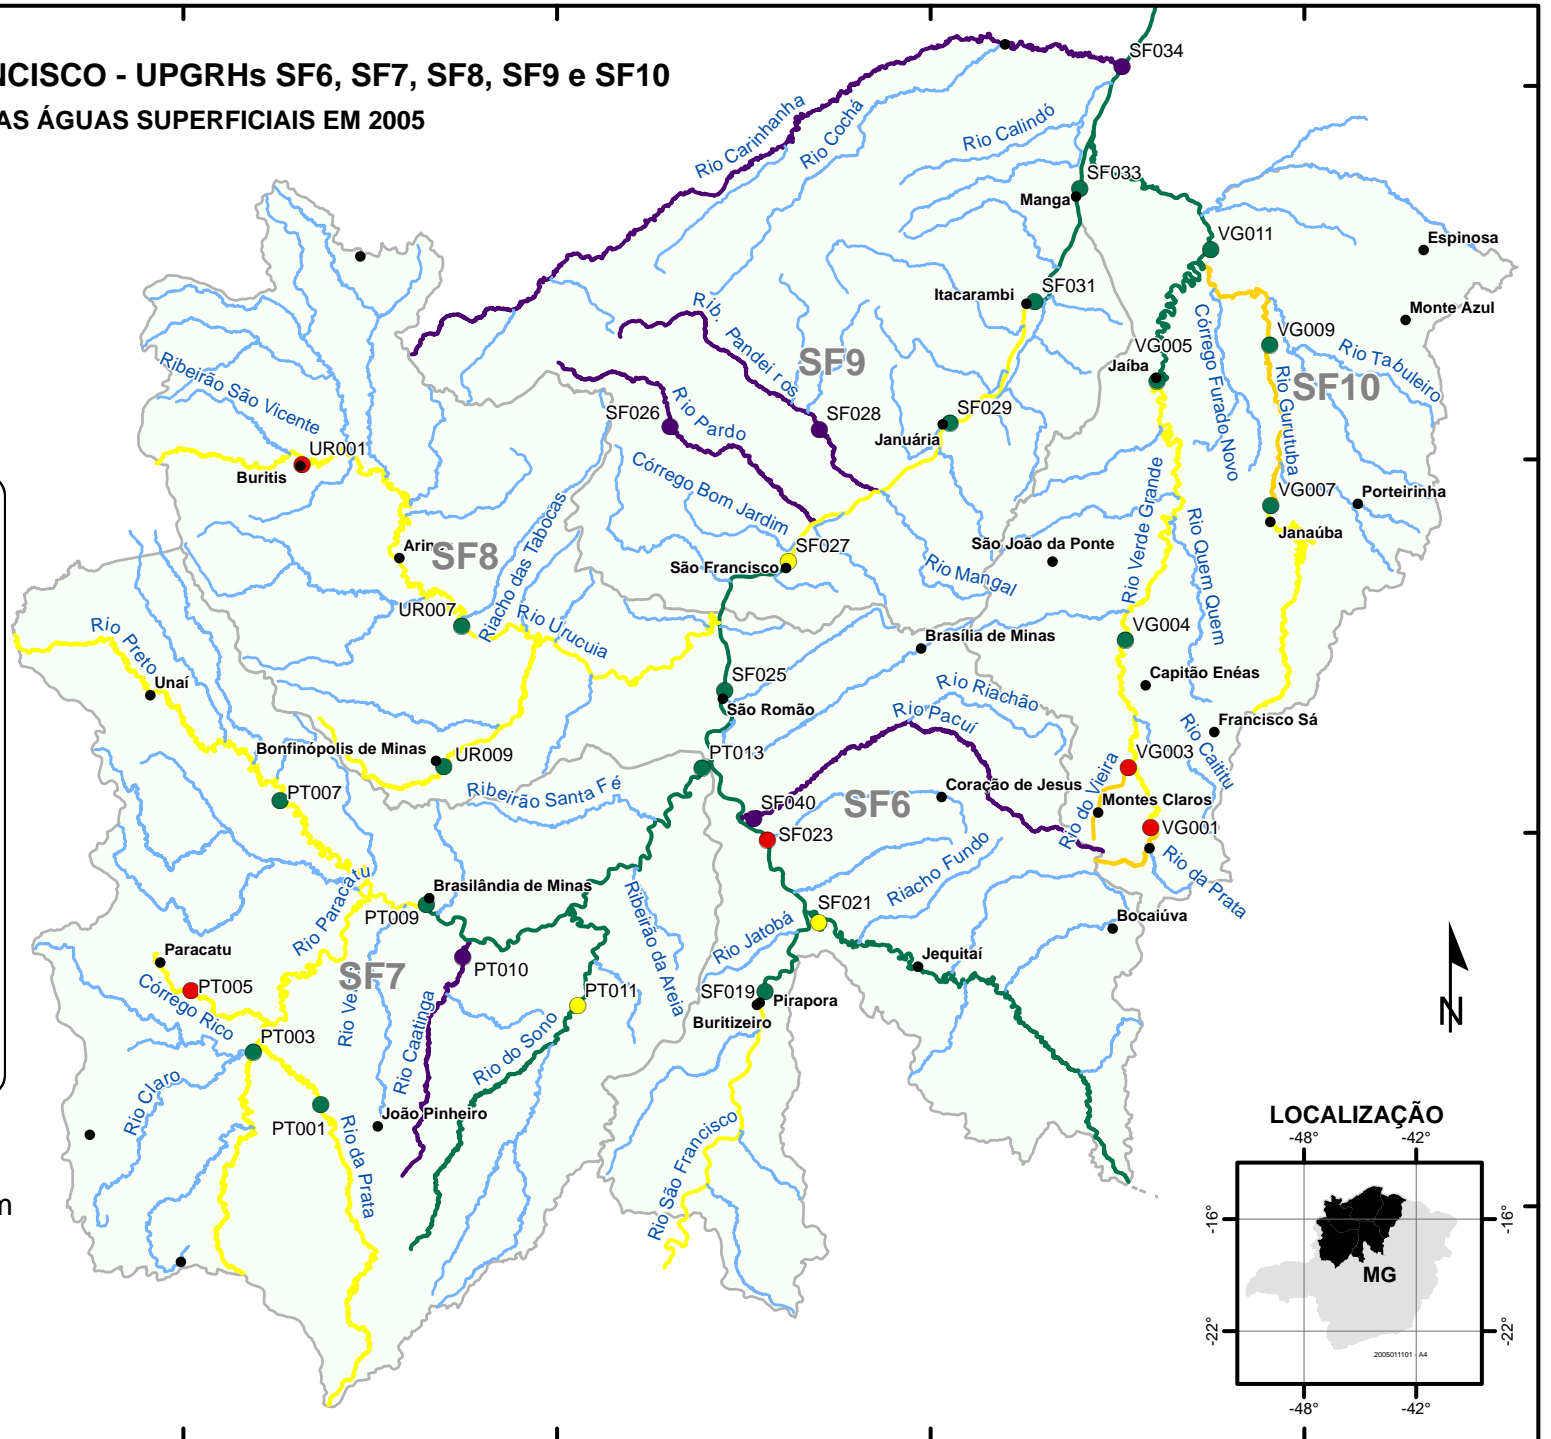 NCISCO - UPGRHs SF6, SF7, SF8, SF9 e SF10
AS ÁGUAS SUPERFICIAIS EM 2005
SF034
Rio Carinhanha
Rio Cochá
Rio Calindó
SF033
Manga
VG011
Espinosa
Itacarambi
SF031
Monte Azul
Rib. Pandeiros
SF9
VG005
Jaíba
Córrego Furado Novo
VG009
Rio Tabuleiro
SF10
Rio Gurutuba
Ribeirão São Vicente
SF026
Rio Pardo
SF028
SF029
Januária
UR001
Buritis
Córrego Bom Jardim
VG007
Porteirinha
Janaúba
Rio Verde Grande
Rio Quem Quem
SF8
Riacho das Tabocas
SF027
São Francisco
São João da Ponte
Rio Mangal
UR007
Rio Urucuia
Rio Preto
Unaí
VG004
Brasília de Minas
Capitão Enéas
SF025
São Romão
Rio Riachão
Rio Pacuí
Francisco Sá
Rio Caititu
Bonfinópolis de Minas
UR009
PT013
VG003
PT007
Ribeirão Santa Fé
SF040
SF6
Coração de Jesus
Rio do Vieira
Montes Claros
SF023
VG001
Rio da Prata
Riacho Fundo
Rio Paracatu
Brasilândia de Minas
PT009
Ribeirão da Areia
SF021
Rio Jatobá
Bocaiúva
Paracatu
SF7
PT010
Jequitaí
PT005
Córrego Rico
Rio Caatinga
PT011
SF019
Pirapora
Buritizeiro
N
PT003
Rio do Sono
Rio Claro
João Pinheiro
PT001
Rio da Prata
Rio São Francisco
LOCALIZAÇÃO
-48° -42°
-16° -16°
MG
-22° -22°
-48° -42°